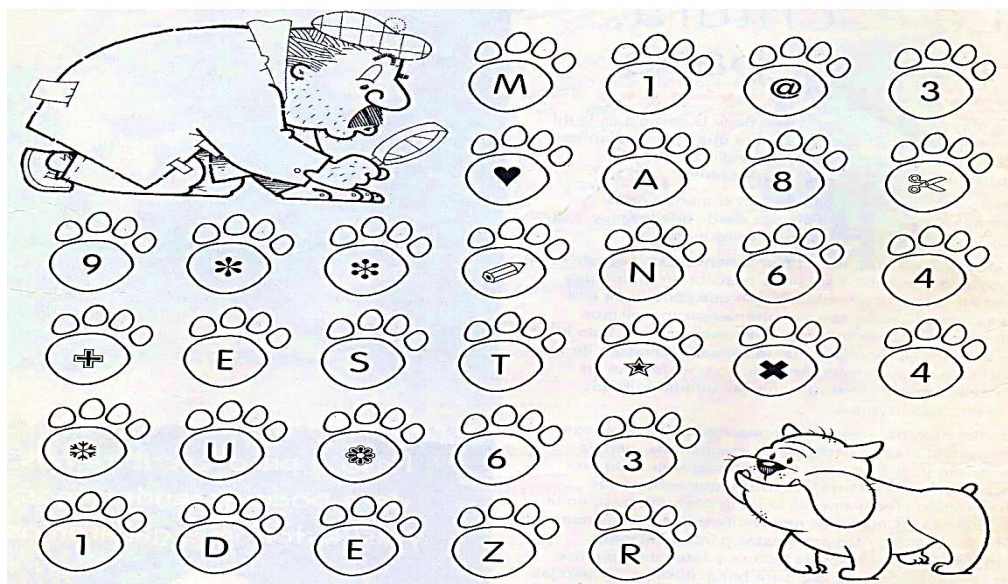 M 1 @ 3
♥ A 8 ✂
9 * * ✏ N 6 4
✚ E S T ☆ ✖ 4
❄ U ❁ 6 3
1 D E Z R